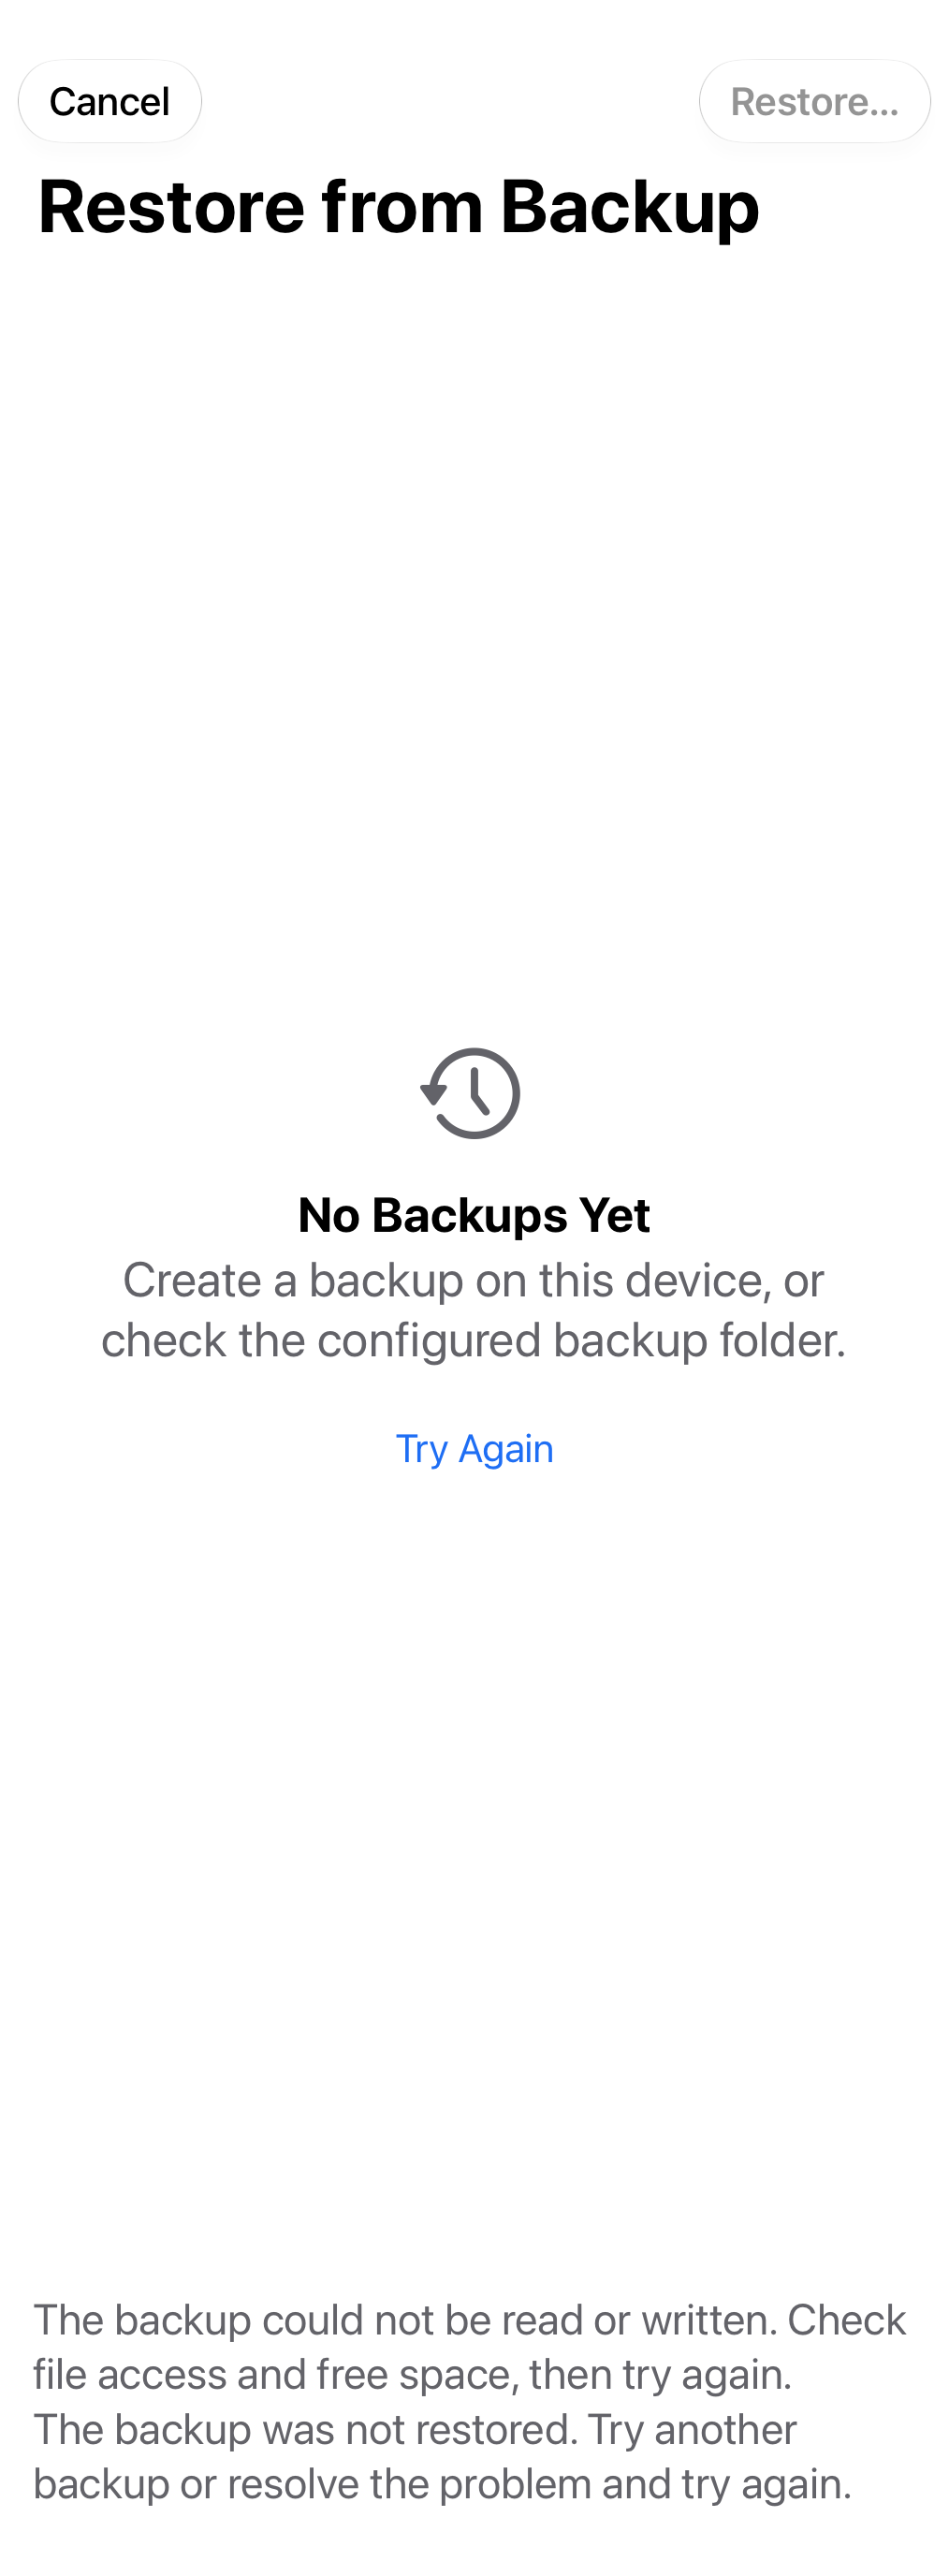 Cancel
Restore...
Restore from Backup
No Backups Yet
Create a backup on this device, or
check the configured backup folder.
Try Again
The backup could not be read or written. Check
file access and free space, then try again.
The backup was not restored. Try another
backup or resolve the problem and try again.